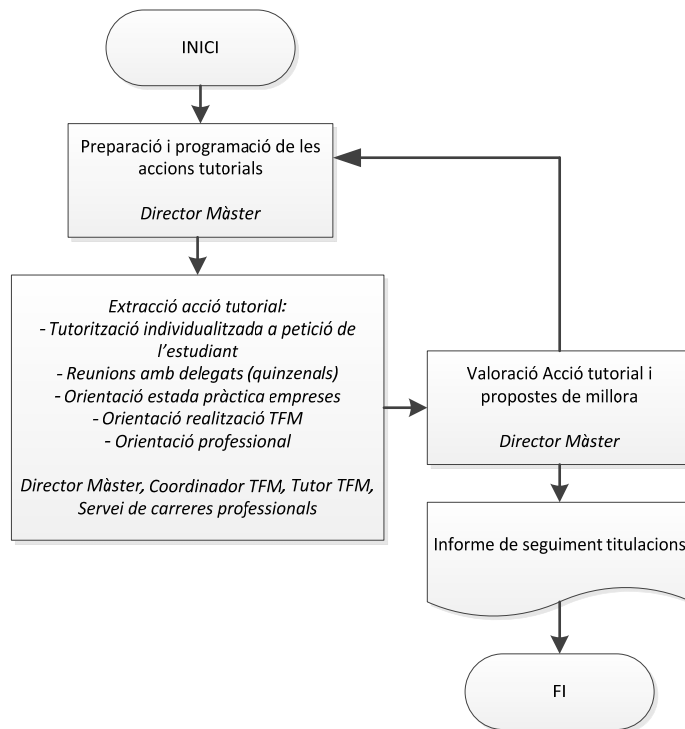 INICI
Preparació i programació de les
accions tutorials
Director Màster
Extracció acció tutorial:
- Tutorització individualitzada a petició de
l'estudiant
- Reunions amb delegats (quinzenals)
- Orientació estada pràctica empreses
- Orientació realització TFM
- Orientació professional
Director Màster, Coordinador TFM, Tutor TFM,
Servei de carreres professionals
Valoració Acció tutorial i
propostes de millora
Director Màster
Informe de seguiment titulacions
FI